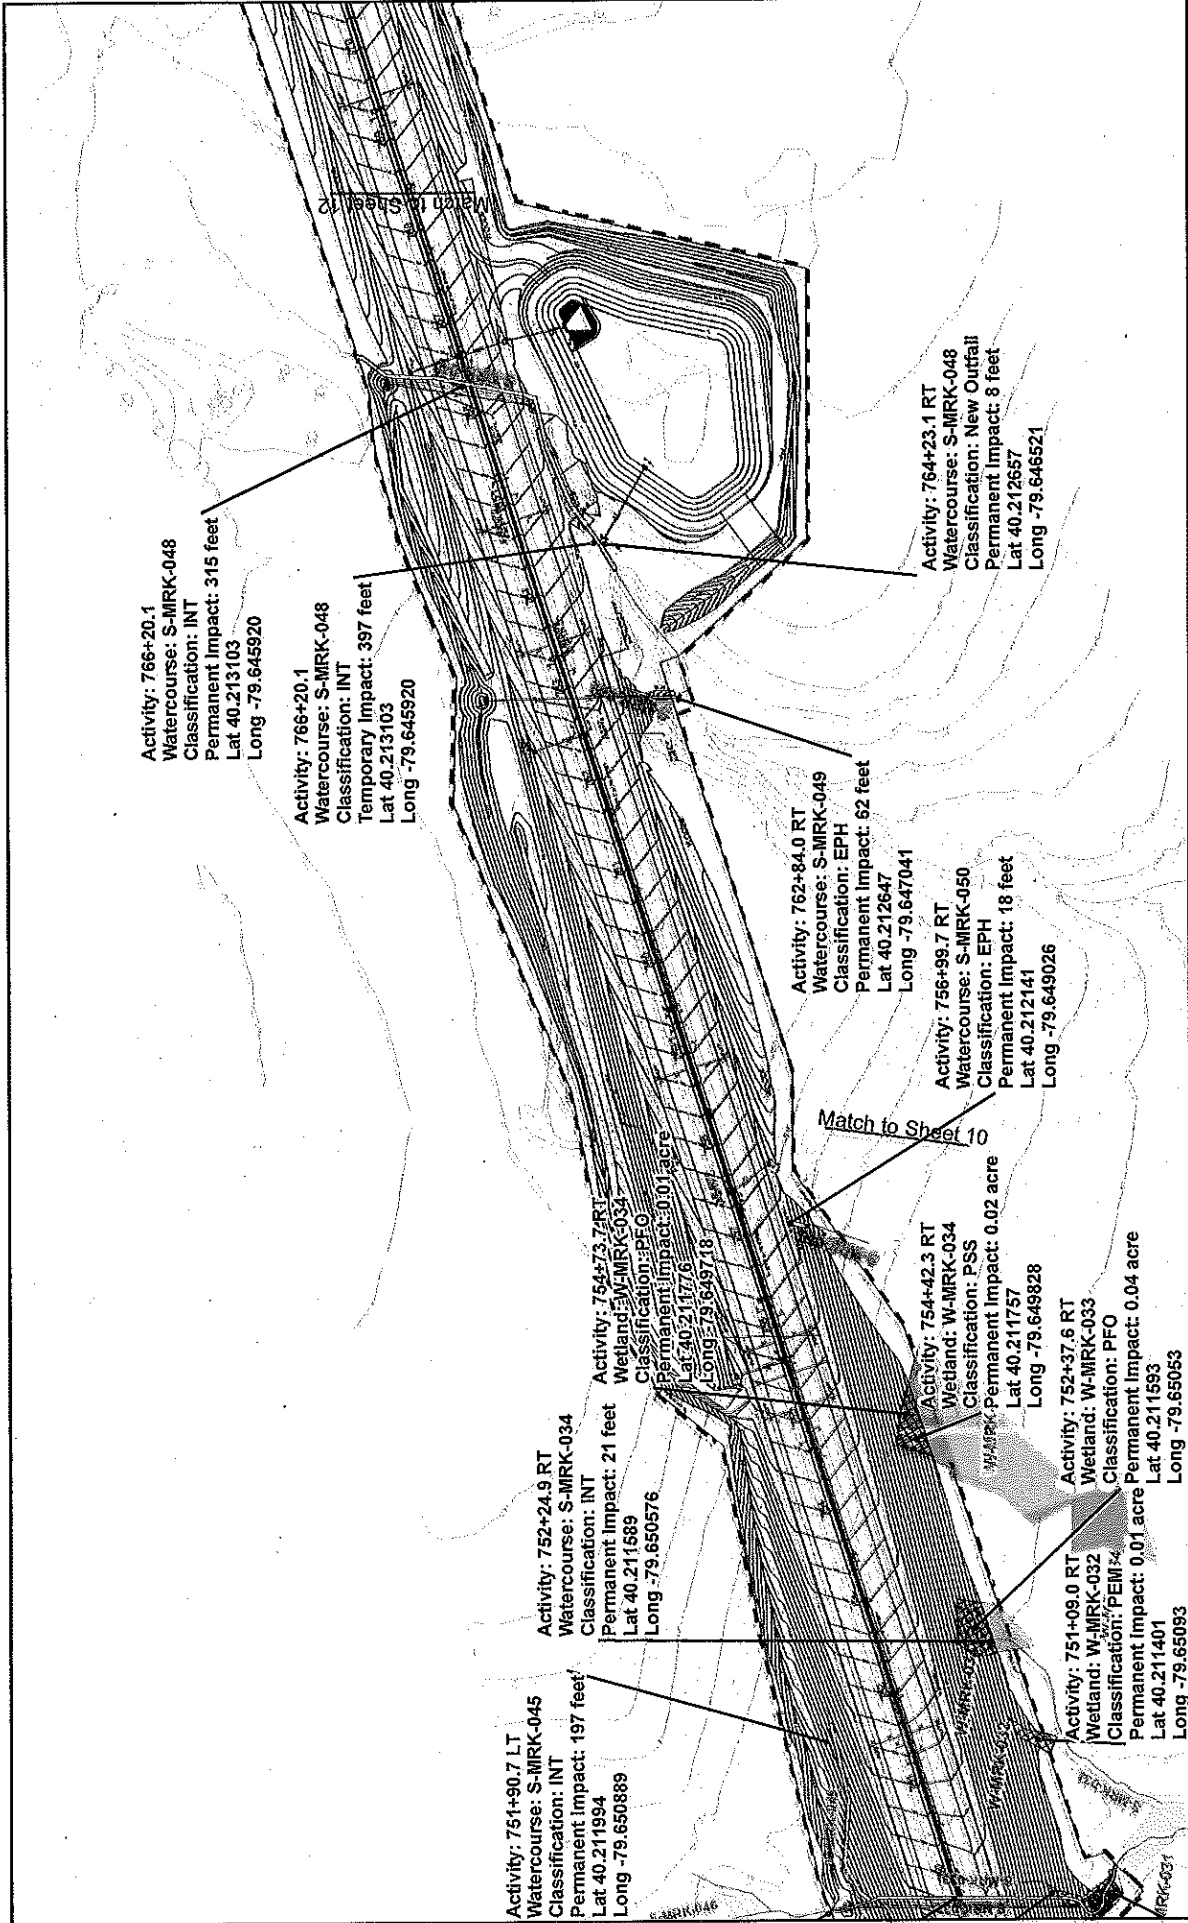 Activity: 766+20.1
Watercourse: S-MRK-048
Classification: INT
Permanent Impact: 315 feet
Lat 40.213103
Long -79.645920
Activity: 766+20.1
Watercourse: S-MRK-048
Classification: INT
Temporary Impact: 397 feet
Lat 40.213103
Long -79.645920
Match to Sheet 12
Activity: 764+23.1 RT
Watercourse: S-MRK-048
Classification: New Outfall
Permanent Impact: 8 feet
Lat 40.212657
Long -79.646521
Activity: 762+84.0 RT
Watercourse: S-MRK-049
Classification: EPH
Permanent Impact: 62 feet
Lat 40.212647
Long -79.647041
Activity: 756+99.7 RT
Watercourse: S-MRK-050
Classification: EPH
Permanent Impact: 18 feet
Lat 40.212141
Long -79.649026
Match to Sheet 10
Activity: 754+73.7 RT
Wetland: W-MRK-034
Classification: PFO
Permanent Impact: 0.01 acre
Lat 40.211776
Long -79.649718
Activity: 754+42.3 RT
Wetland: W-MRK-034
Classification: PSS
Permanent Impact: 0.02 acre
Lat 40.211757
Long -79.649828
Activity: 752+24.9 RT
Watercourse: S-MRK-034
Classification: INT
Permanent Impact: 21 feet
Lat 40.211589
Long -79.650576
Activity: 752+37.6 RT
Wetland: W-MRK-033
Classification: PFO
Permanent Impact: 0.04 acre
Lat 40.211593
Long -79.65053
Activity: 751+90.7 LT
Watercourse: S-MRK-045
Classification: INT
Permanent Impact: 197 feet
Lat 40.211994
Long -79.650889
Activity: 751+09.0 RT
Wetland: W-MRK-032
Classification: PEM
Permanent Impact: 0.01 acre
Lat 40.211401
Long -79.65093
W-MRK-032
MRK-031